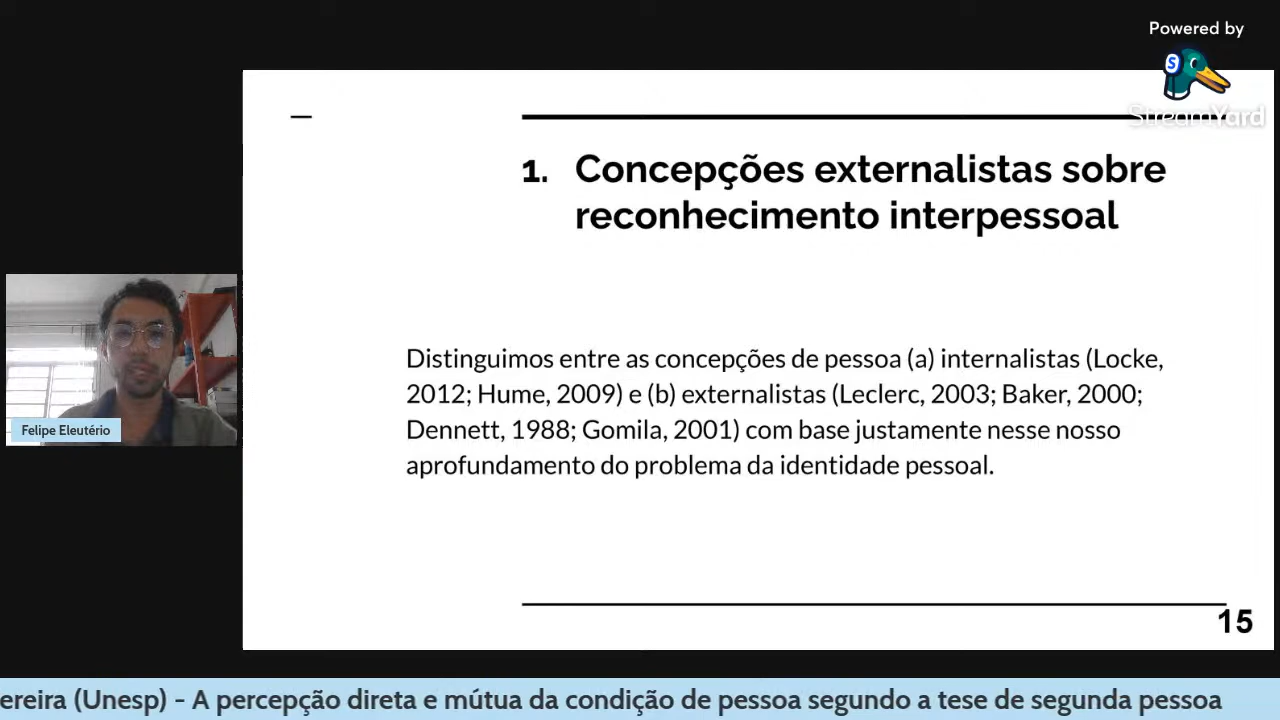 Powered by
StreamYard
1. Concepções externalistas sobre
reconhecimento interpessoal
Distinguimos entre as concepções de pessoa (a) internalistas (Locke,
2012; Hume, 2009) e (b) externalistas (Leclerc, 2003; Baker, 2000;
Dennett, 1988; Gomila, 2001) com base justamente nesse nosso
aprofundamento do problema da identidade pessoal.
Felipe Eleutério
15
ereira (Unesp) - A percepção direta e mútua da condição de pessoa segundo a tese de segunda pessoa